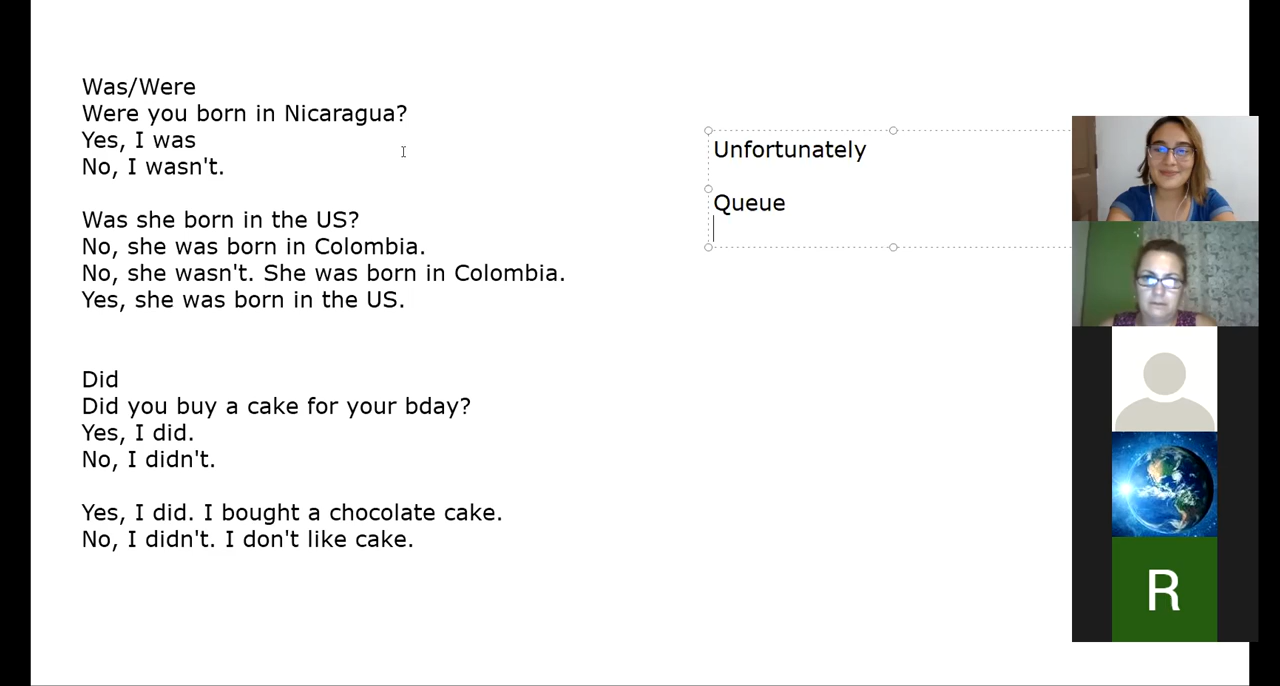 Was/Were
Were you born in Nicaragua?
Yes, I was
No, I wasn't.
Was she born in the US?
No, she was born in Colombia.
No, she wasn't. She was born in Colombia.
Yes, she was born in the US.
Did
Did you buy a cake for your bday?
Yes, I did.
No, I didn't.
Yes, I did. I bought a chocolate cake.
No, I didn't. I don't like cake.
Unfortunately
Queue
R